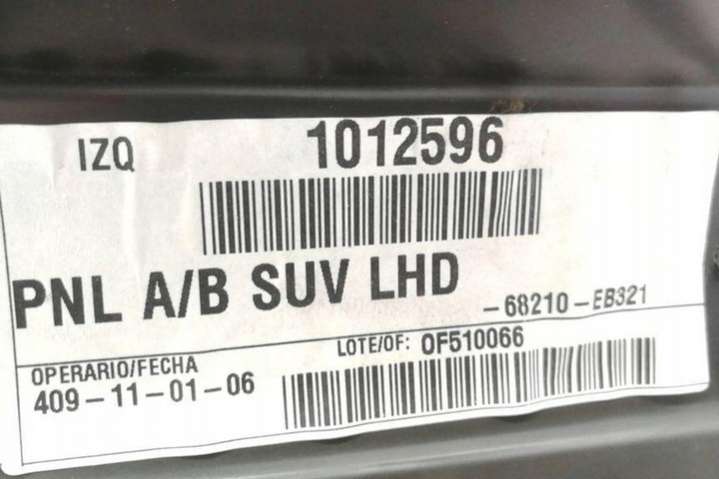 IZQ 1012596
PNL A/B SUV LHD
-68210-EB321
OPERARIO/FECHA
409-11-01-06
LOTE/OF: OF510066